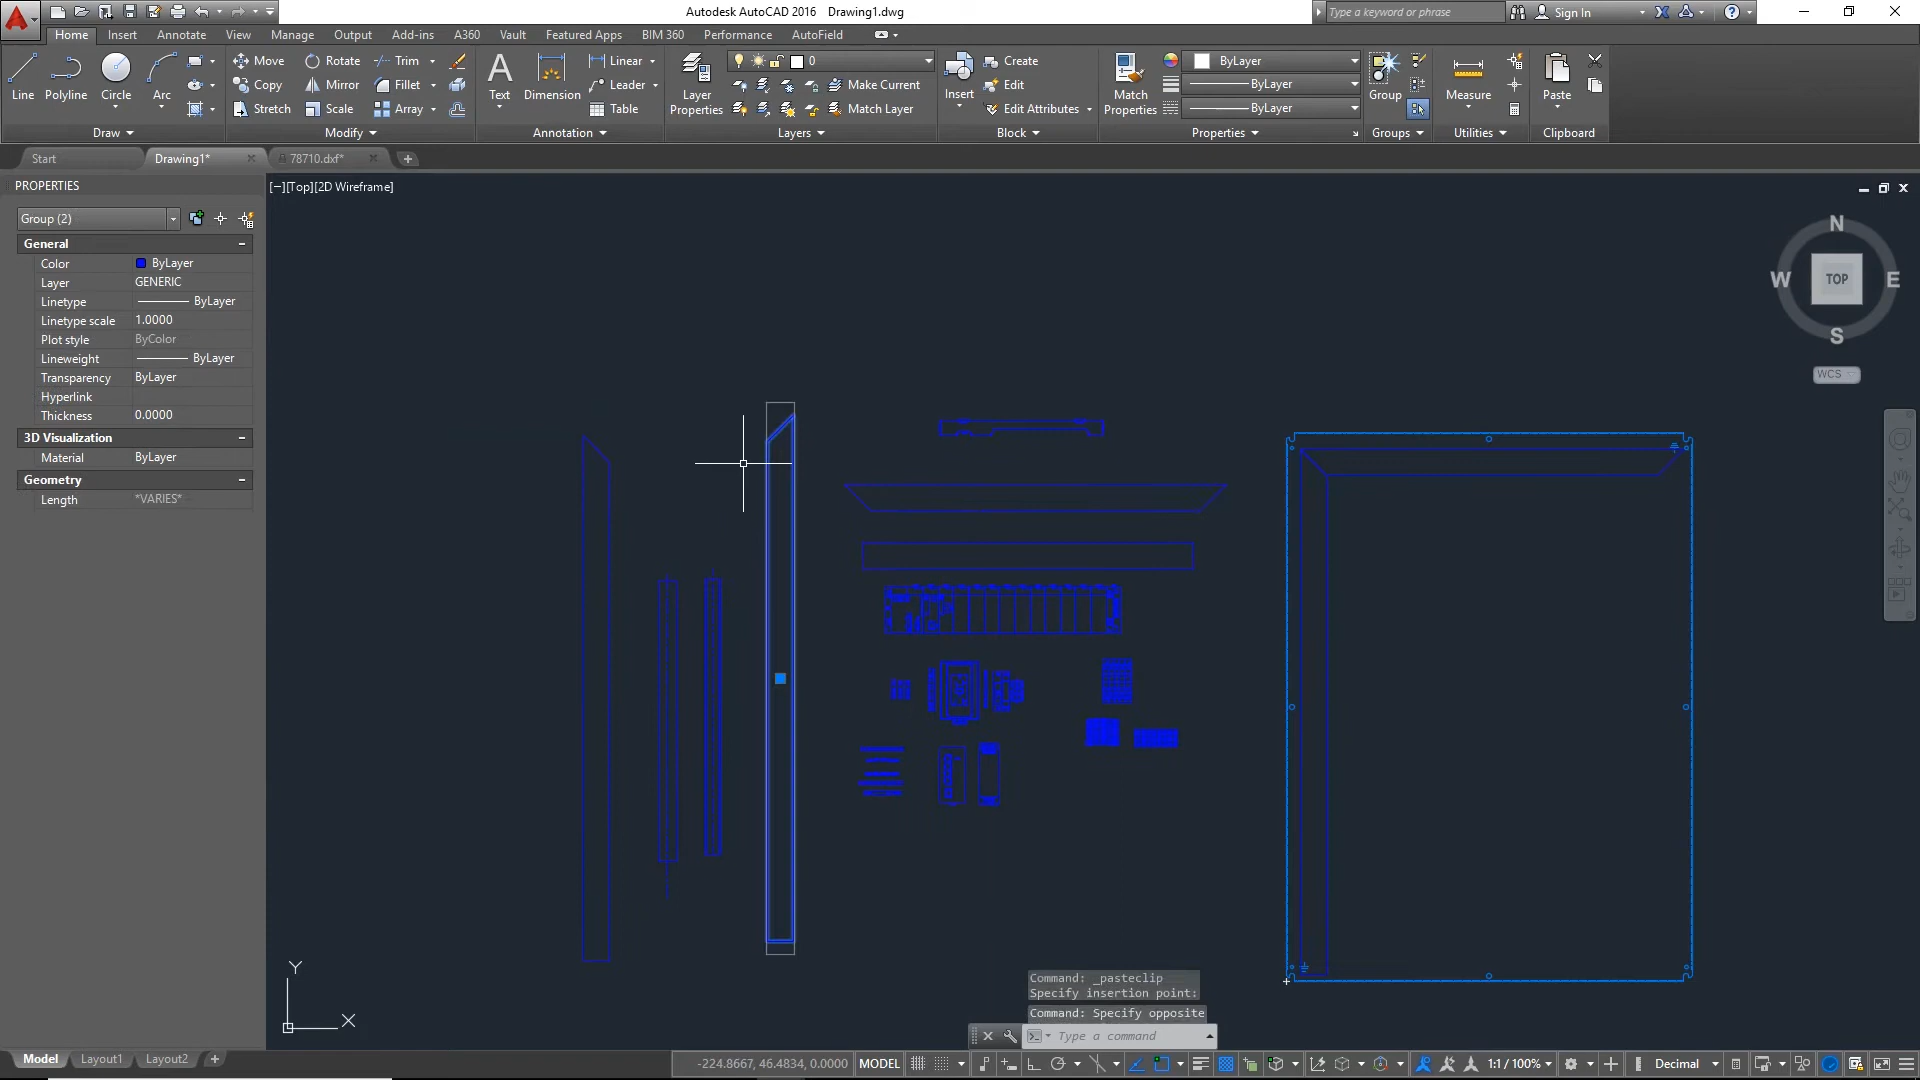 Autodesk AutoCAD 2016 Drawing1.dwg
Type a keyword or phrase
Sign In
Home Insert Annotate View Manage Output Add-ins A360 Vault Featured Apps BIM 360 Performance AutoField
Line Polyline Circle Arc
Move Rotate Trim
Copy Mirror Fillet
Stretch Scale Array
Text Dimension
Linear
Leader
Table
Layer Properties
0
Make Current
Match Layer
Insert
Create
Edit
Edit Attributes
Match Properties
ByLayer
ByLayer
ByLayer
Group
Measure
Paste
Draw Modify Annotation Layers Block Properties Groups Utilities Clipboard
Start Drawing1* 78710.dxf*
PROPERTIES
[−][Top][2D Wireframe]
Group (2)
General
Color ByLayer
Layer GENERIC
Linetype ByLayer
Linetype scale 1.0000
Plot style ByColor
Lineweight ByLayer
Transparency ByLayer
Hyperlink
Thickness 0.0000
3D Visualization
Material ByLayer
Geometry
Length *VARIES*
N
W TOP E
S
WCS
Y
X
Command: _pasteclip
Specify insertion point:
Command: Specify opposite
Type a command
Model Layout1 Layout2
-224.8667, 46.4834, 0.0000 MODEL 1:1 / 100% Decimal